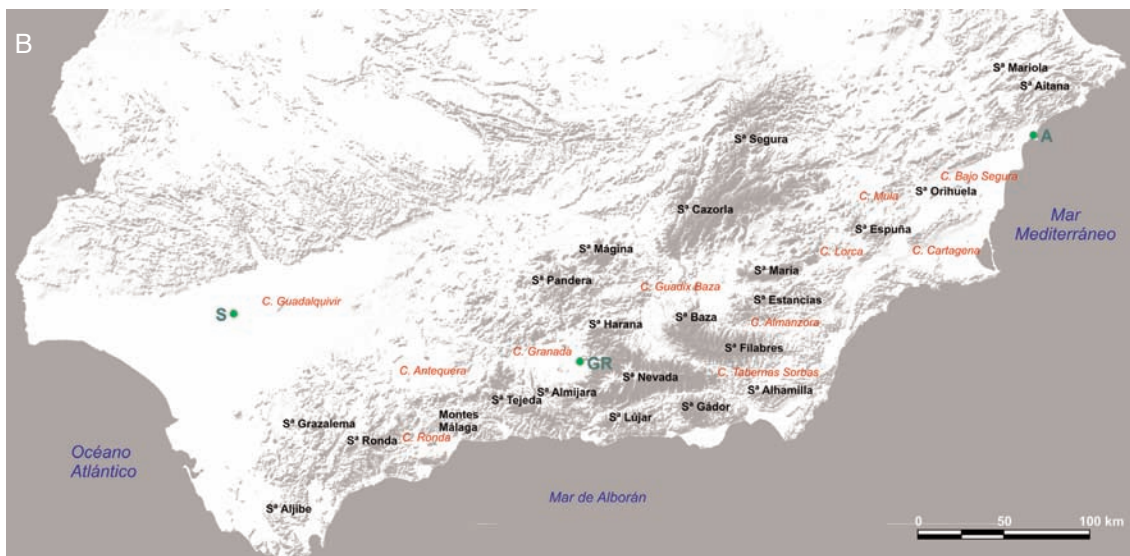 B
Sª Mariola
Sª Aitana
A
Sª Segura
C. Bajo Segura
C. Mula
Sª Orihuela
Sª Cazorla
Mar
Mediterráneo
Sª Espuña
Sª Mágina
C. Lorca
C. Cartagena
Sª María
Sª Pandera
C. Guadix Baza
Sª Estancias
C. Guadalquivir
S
Sª Baza
C. Almanzora
Sª Harana
Sª Filabres
C. Granada
GR
C. Antequera
Sª Nevada
C. Tabernas Sorbas
Sª Almijara
Sª Alhamilla
Sª Tejeda
Sª Gádor
Montes
Málaga
Sª Lújar
Sª Grazalema
Sª Ronda
C. Ronda
Océano
Atlántico
Mar de Alborán
Sª Aljibe
0 50 100 km